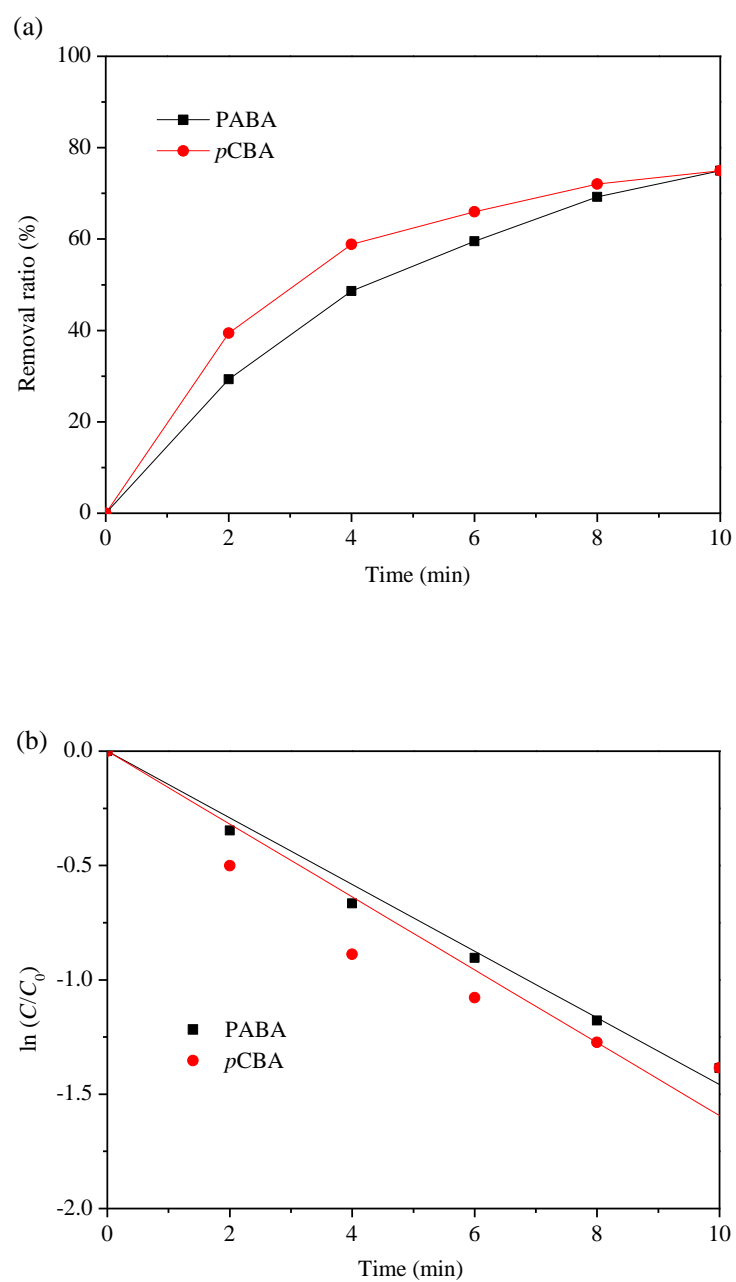 (a)
100
80
60
40
20
0
Removal ratio (%)
PABA
pCBA
0 2 4 6 8 10
Time (min)
(b)
0.0
-0.5
-1.0
-1.5
-2.0
ln (C/C₀)
PABA
pCBA
0 2 4 6 8 10
Time (min)